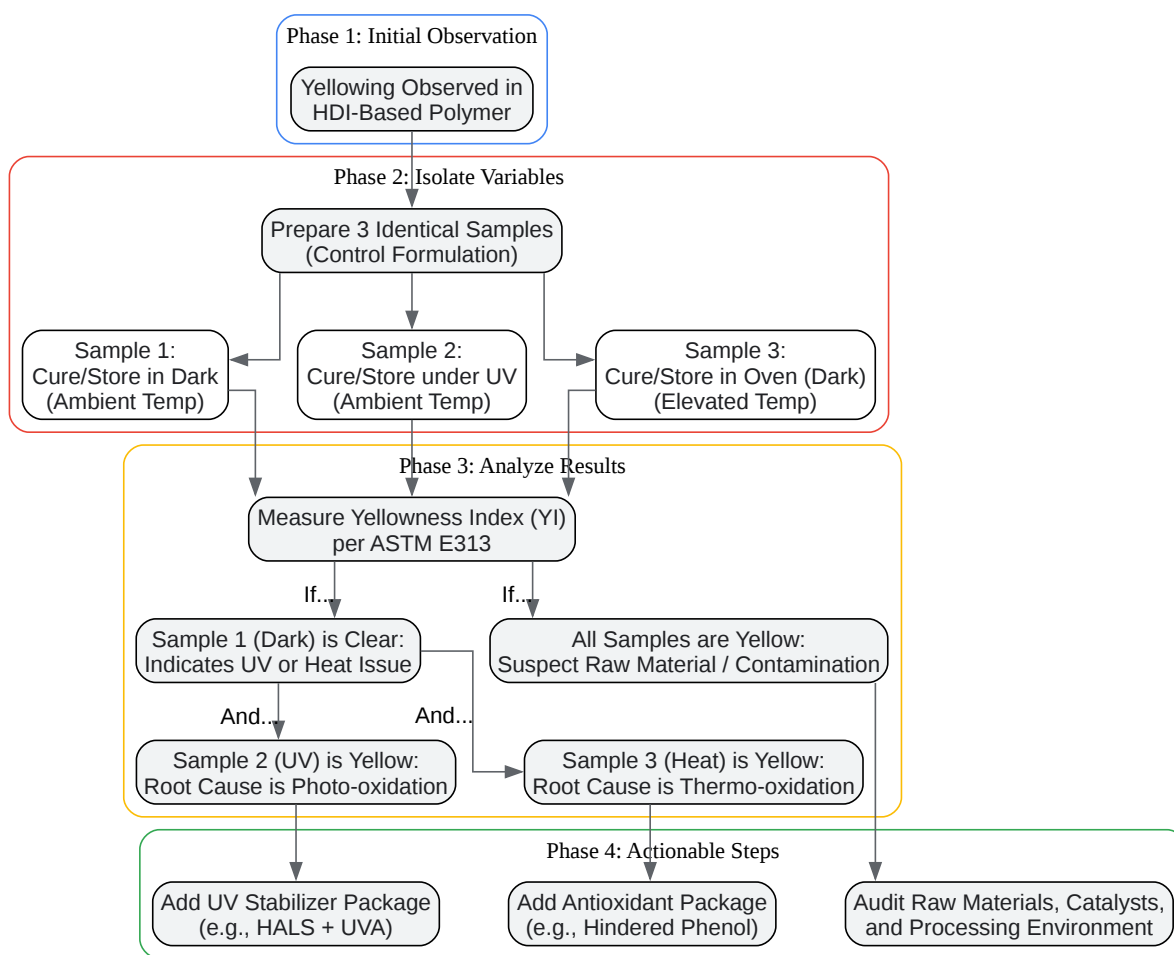 Phase 1: Initial Observation
Yellowing Observed in
HDI-Based Polymer
Phase 2: Isolate Variables
Prepare 3 Identical Samples
(Control Formulation)
Sample 1:
Cure/Store in Dark
(Ambient Temp)
Sample 2:
Cure/Store under UV
(Ambient Temp)
Sample 3:
Cure/Store in Oven (Dark)
(Elevated Temp)
Phase 3: Analyze Results
Measure Yellowness Index (YI)
per ASTM E313
If...
If...
Sample 1 (Dark) is Clear:
Indicates UV or Heat Issue
All Samples are Yellow:
Suspect Raw Material / Contamination
And...
And...
Sample 2 (UV) is Yellow:
Root Cause is Photo-oxidation
Sample 3 (Heat) is Yellow:
Root Cause is Thermo-oxidation
Phase 4: Actionable Steps
Add UV Stabilizer Package
(e.g., HALS + UVA)
Add Antioxidant Package
(e.g., Hindered Phenol)
Audit Raw Materials, Catalysts,
and Processing Environment